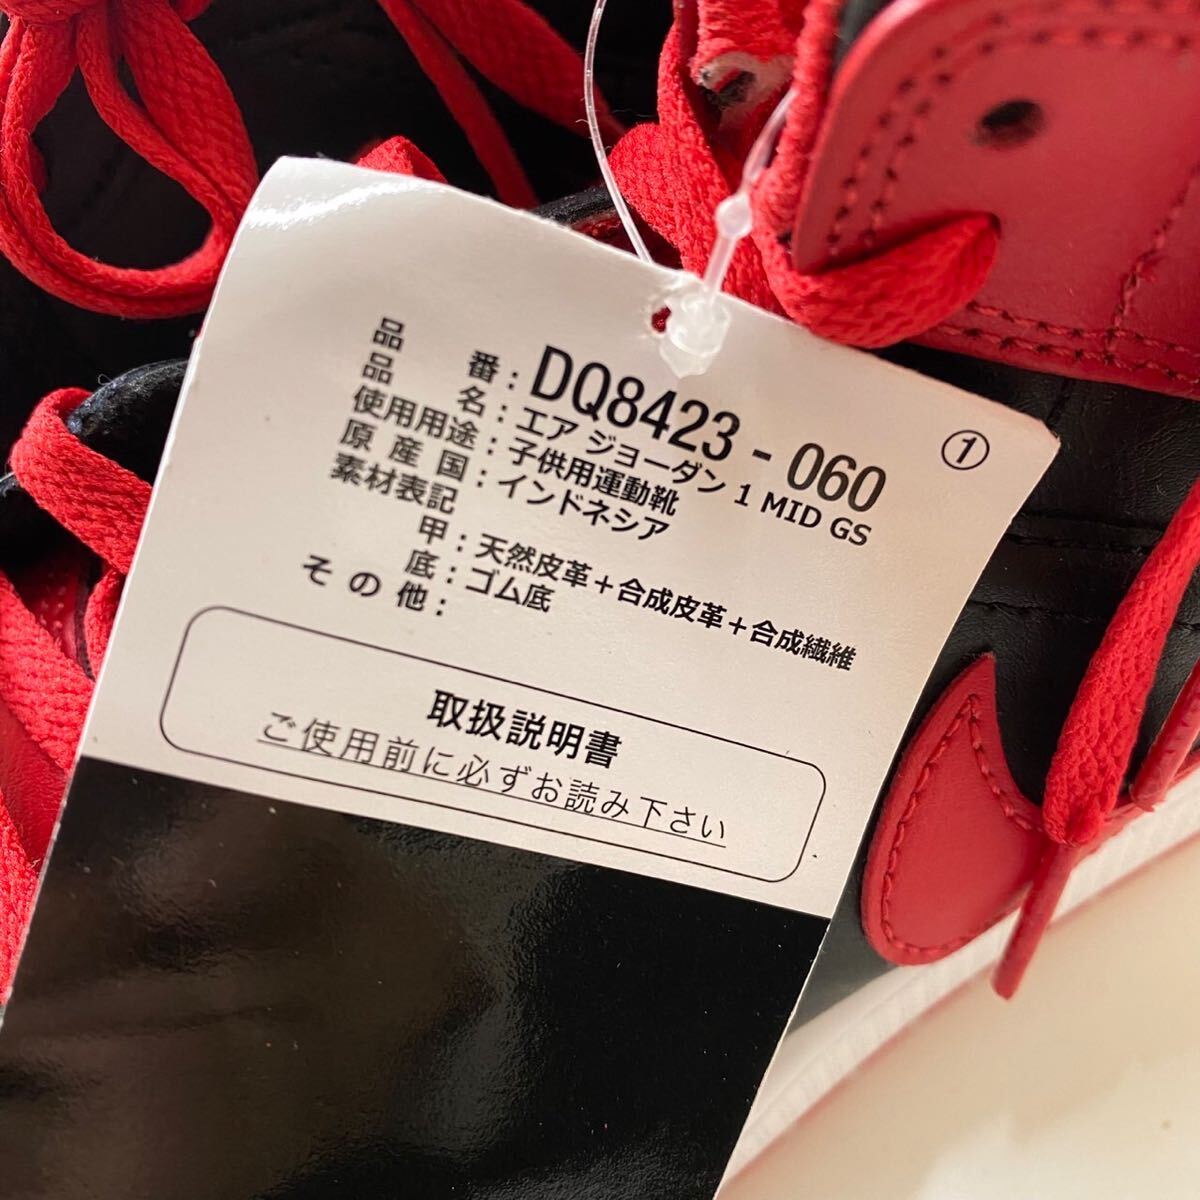 品番：DQ8423 - 060 ①
品名：エア ジョーダン 1 MID GS
使用用途：子供用運動靴
原産国：インドネシア
素材表記
甲：天然皮革＋合成皮革＋合成繊維
底：ゴム底
その他：
取扱説明書
ご使用前に必ずお読み下さい